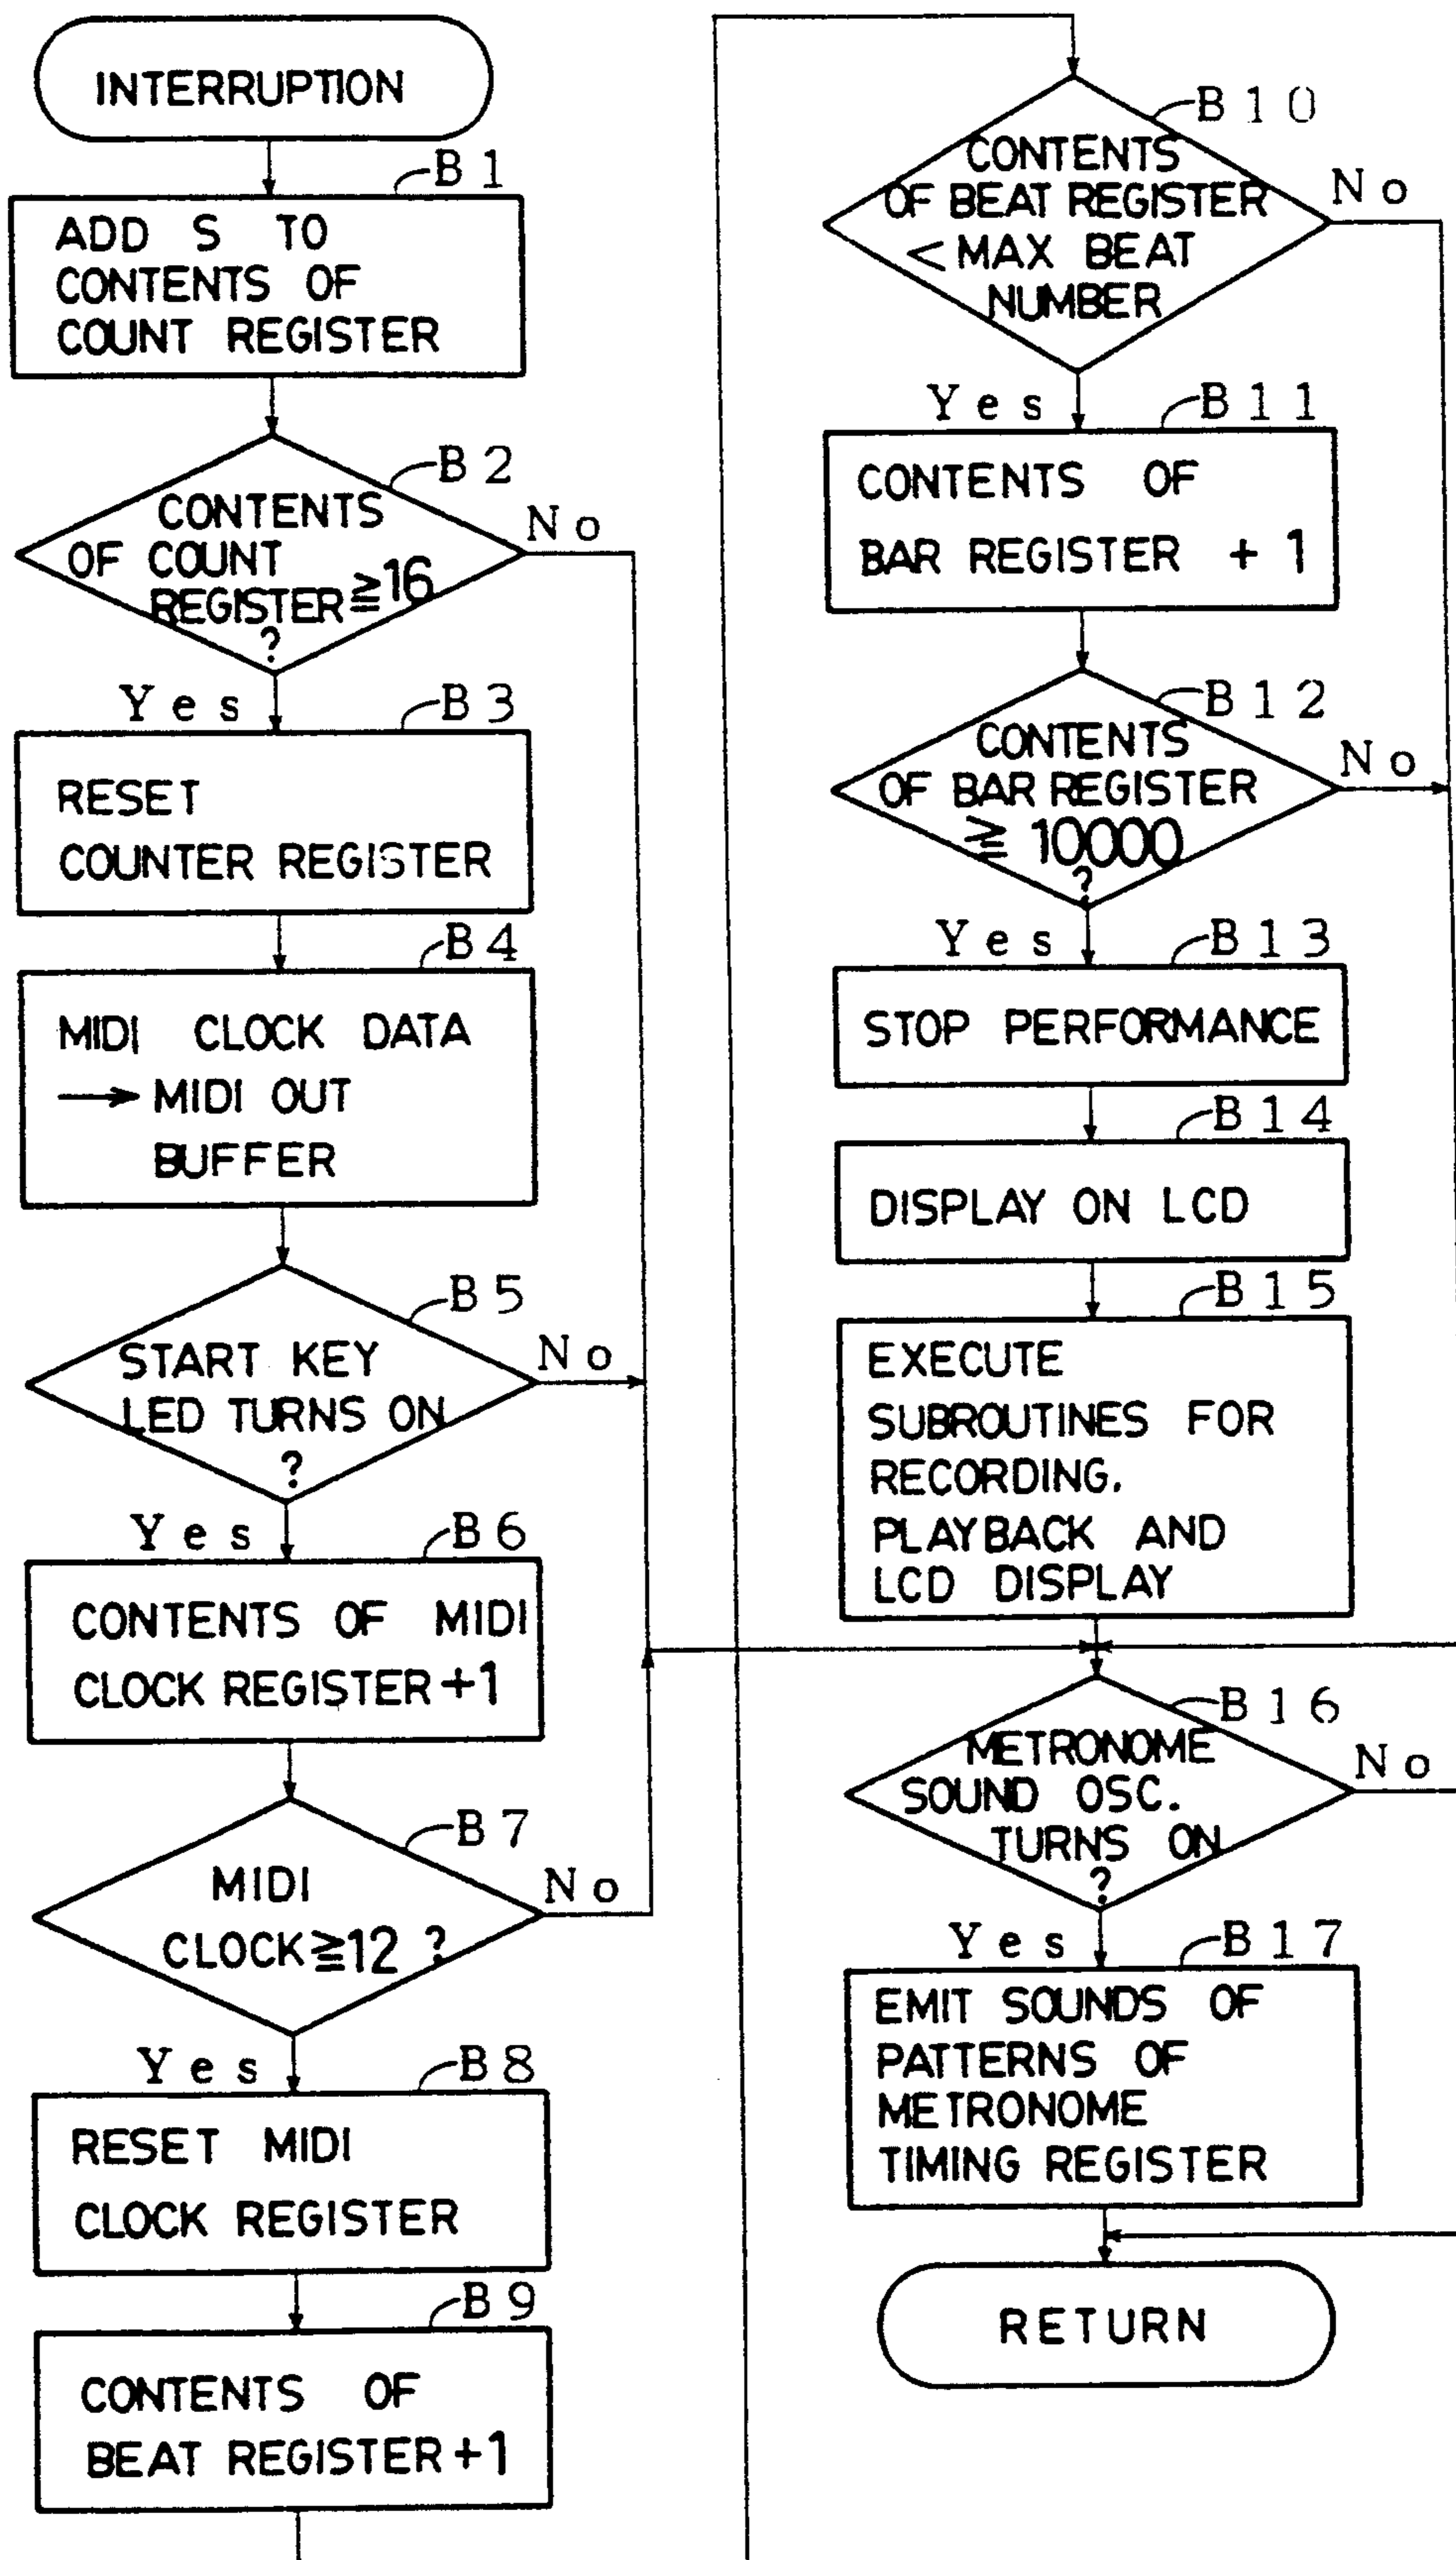 INTERRUPTION
B1
ADD S TO
CONTENTS OF
COUNT REGISTER
B2
CONTENTS
OF COUNT
REGISTER≧16
?
No
Yes
B3
RESET
COUNTER REGISTER
B4
MIDI CLOCK DATA
→ MIDI OUT
BUFFER
B5
START KEY
LED TURNS ON
?
No
Yes
B6
CONTENTS OF MIDI
CLOCK REGISTER +1
B7
MIDI
CLOCK≧12 ?
No
Yes
B8
RESET MIDI
CLOCK REGISTER
B9
CONTENTS OF
BEAT REGISTER +1
B10
CONTENTS
OF BEAT REGISTER
< MAX BEAT
NUMBER
No
Yes
B11
CONTENTS OF
BAR REGISTER + 1
B12
CONTENTS
OF BAR REGISTER
≧ 10000
?
No
Yes
B13
STOP PERFORMANCE
B14
DISPLAY ON LCD
B15
EXECUTE
SUBROUTINES FOR
RECORDING.
PLAYBACK AND
LCD DISPLAY
B16
METRONOME
SOUND OSC.
TURNS ON
?
No
Yes
B17
EMIT SOUNDS OF
PATTERNS OF
METRONOME
TIMING REGISTER
RETURN